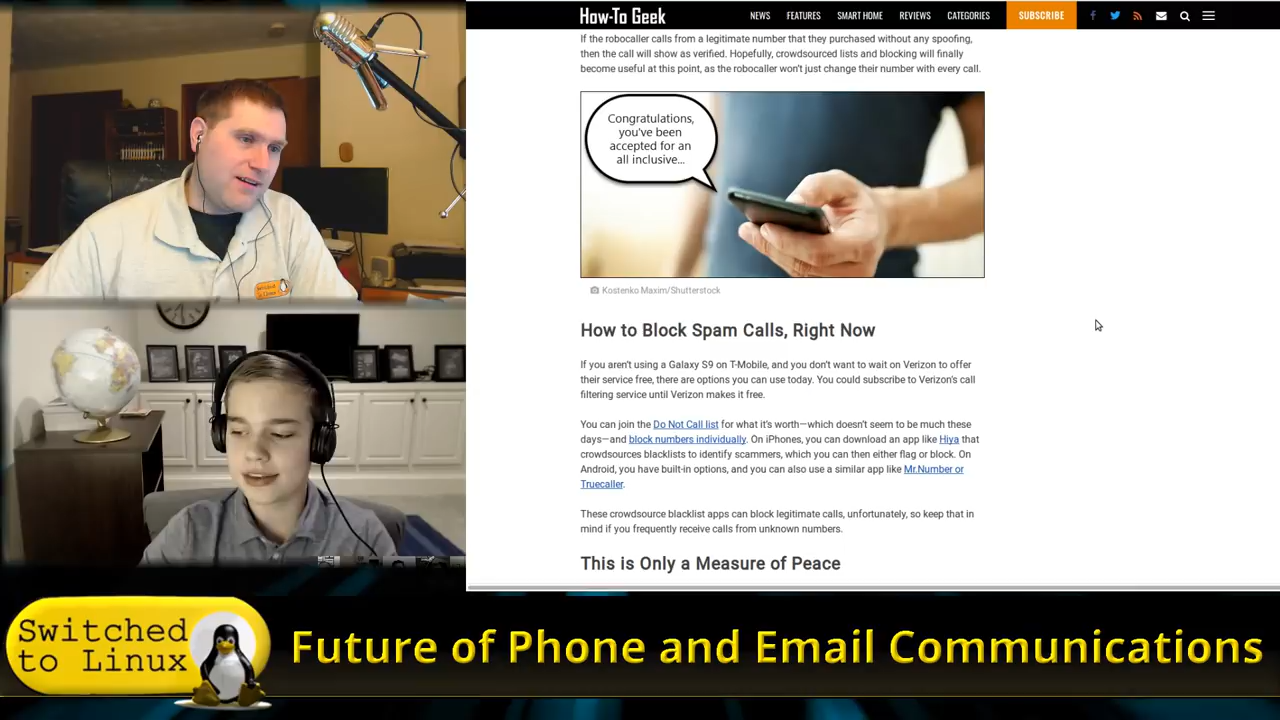 How-To Geek
NEWS FEATURES SMART HOME REVIEWS CATEGORIES SUBSCRIBE
If the robocaller calls from a legitimate number that they purchased without any spoofing,
then the call will show as verified. Hopefully, crowdsourced lists and blocking will finally
become useful at this point, as the robocaller won't just change their number with every call.
Congratulations,
you've been
accepted for an
all inclusive...
Kostenko Maxim/Shutterstock
How to Block Spam Calls, Right Now
If you aren't using a Galaxy S9 on T-Mobile, and you don't want to wait on Verizon to offer
their service free, there are options you can use today. You could subscribe to Verizon's call
filtering service until Verizon makes it free.
You can join the Do Not Call list for what it's worth—which doesn't seem to be much these
days—and block numbers individually. On iPhones, you can download an app like Hiya that
crowdsources blacklists to identify scammers, which you can then either flag or block. On
Android, you have built-in options, and you can also use a similar app like Mr.Number or
Truecaller.
These crowdsource blacklist apps can block legitimate calls, unfortunately, so keep that in
mind if you frequently receive calls from unknown numbers.
This is Only a Measure of Peace
Switched
to Linux
Future of Phone and Email Communications